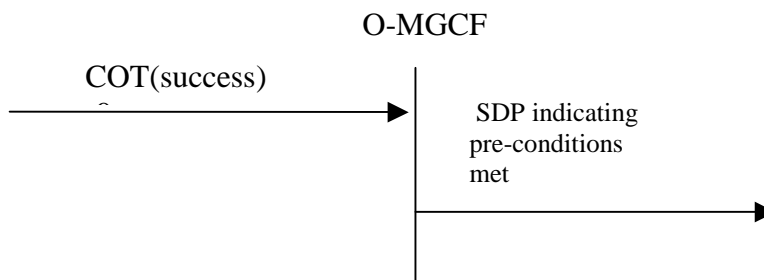 O-MGCF
COT(success)
SDP indicating
pre-conditions
met